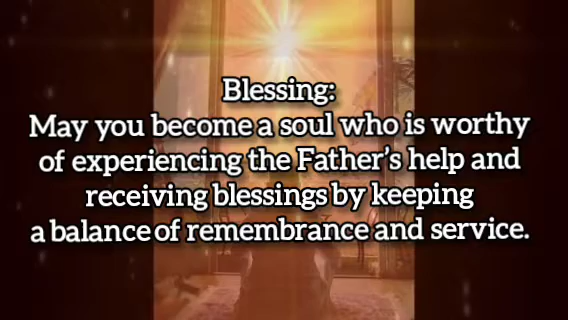 Blessing:
May you become a soul who is worthy
of experiencing the Father's help and
receiving blessings by keeping
a balance of remembrance and service.